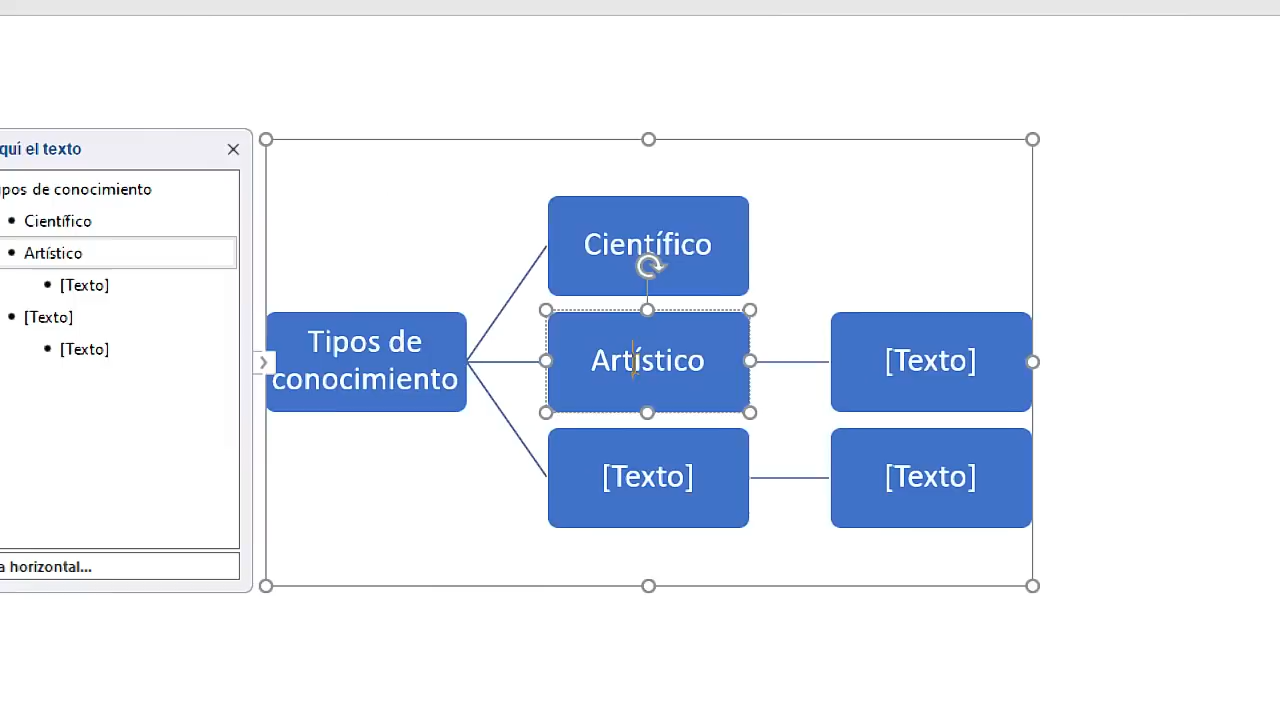 quí el texto
ipos de conocimiento
• Científico
• Artístico
• [Texto]
• [Texto]
• [Texto]
a horizontal...
Científico
Tipos de
conocimiento
Artístico
[Texto]
[Texto]
[Texto]